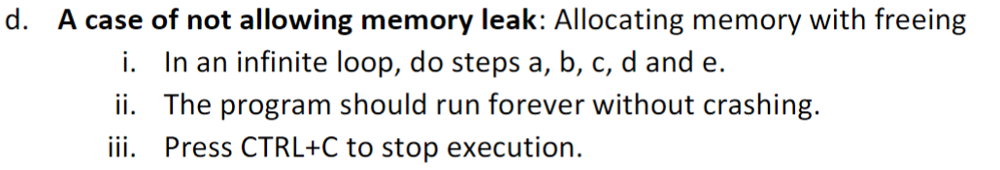 d. A case of not allowing memory leak: Allocating memory with freeing
i. In an infinite loop, do steps a, b, c, d and e.
ii. The program should run forever without crashing.
iii. Press CTRL+C to stop execution.